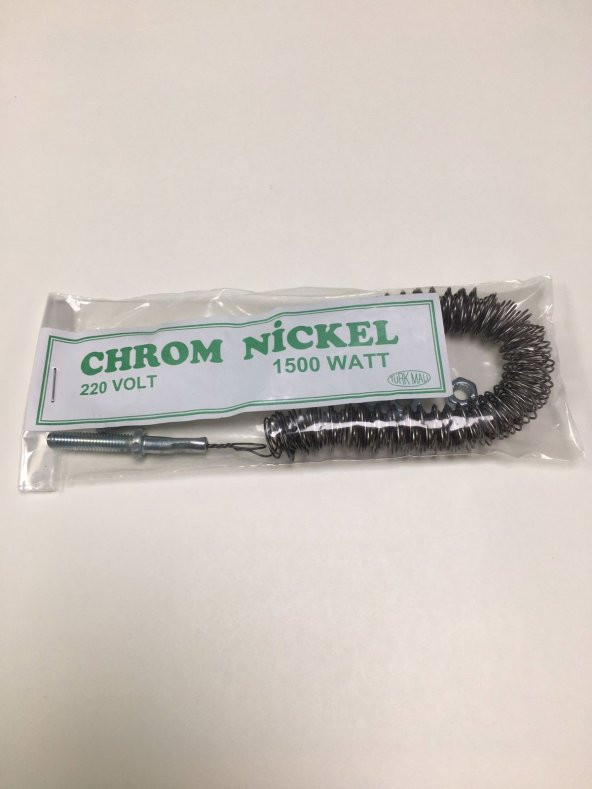 CHROM NİCKEL
220 VOLT
1500 WATT
TÜRK MALI